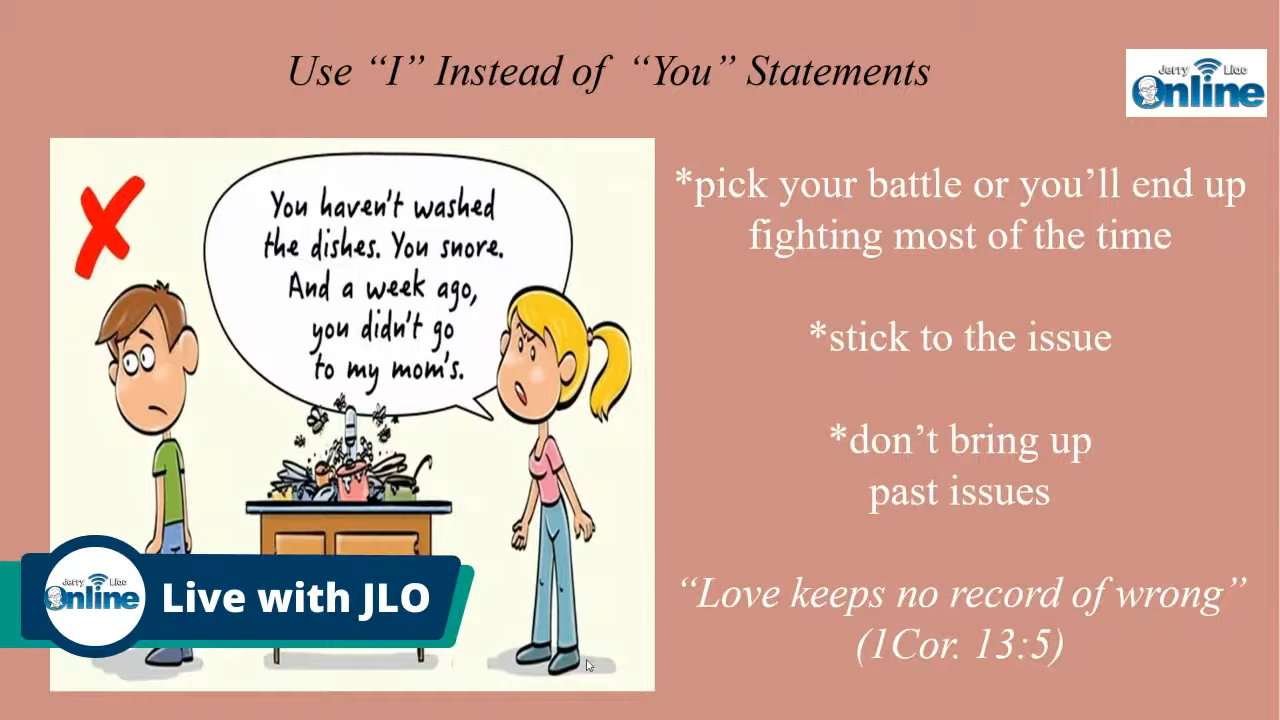 Use “I” Instead of “You” Statements
Jerry Liao
Online
You haven't washed
the dishes. You snore.
And a week ago,
you didn't go
to my mom's.
*pick your battle or you’ll end up
fighting most of the time
*stick to the issue
*don’t bring up
past issues
“Love keeps no record of wrong”
(1Cor. 13:5)
Jerry Liao
Online
Live with JLO